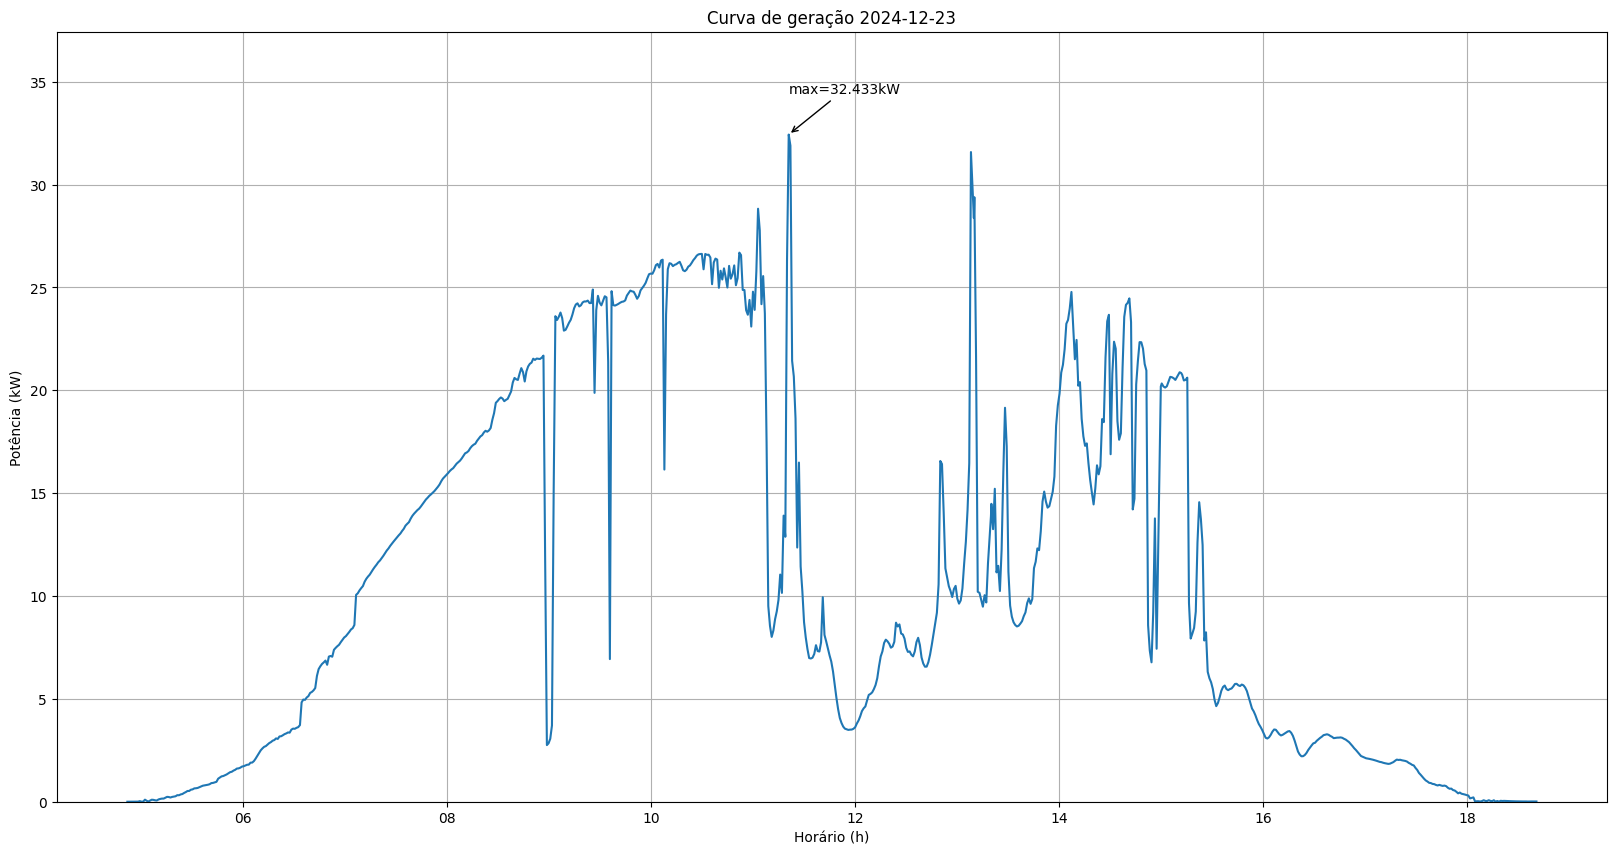 Curva de geração 2024-12-23
max=32.433kW
Potência (kW)
35
30
25
20
15
10
5
0
06 08 10 12 14 16 18
Horário (h)